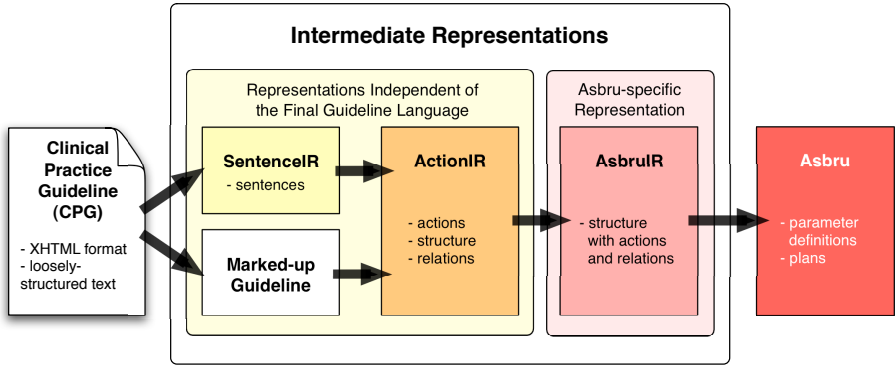 Intermediate Representations
Representations Independent of
the Final Guideline Language
Asbru-specific
Representation
Clinical
Practice
Guideline
(CPG)
- XHTML format
- loosely-
structured text
SentenceIR
- sentences
Marked-up
Guideline
ActionIR
- actions
- structure
- relations
AsbruIR
- structure
with actions
and relations
Asbru
- parameter
definitions
- plans